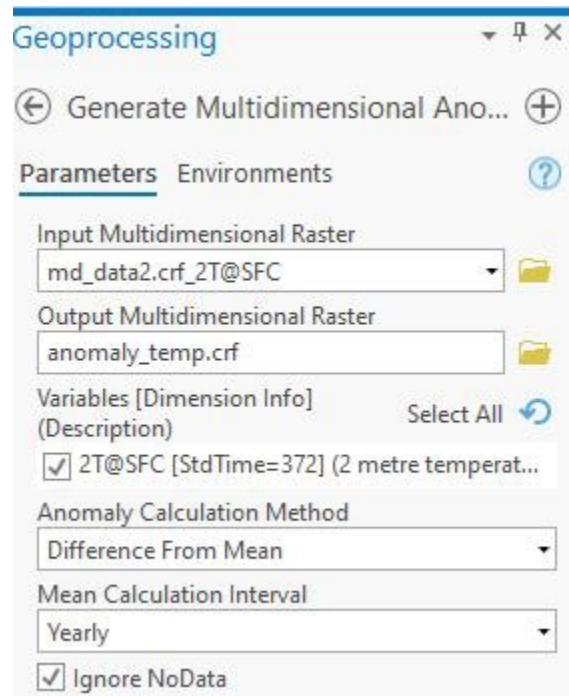 Geoprocessing
Generate Multidimensional Ano...
Parameters Environments
Input Multidimensional Raster
md_data2.crf_2T@SFC
Output Multidimensional Raster
anomaly_temp.crf
Variables [Dimension Info]
(Description)
Select All
2T@SFC [StdTime=372] (2 metre temperat...
Anomaly Calculation Method
Difference From Mean
Mean Calculation Interval
Yearly
Ignore NoData